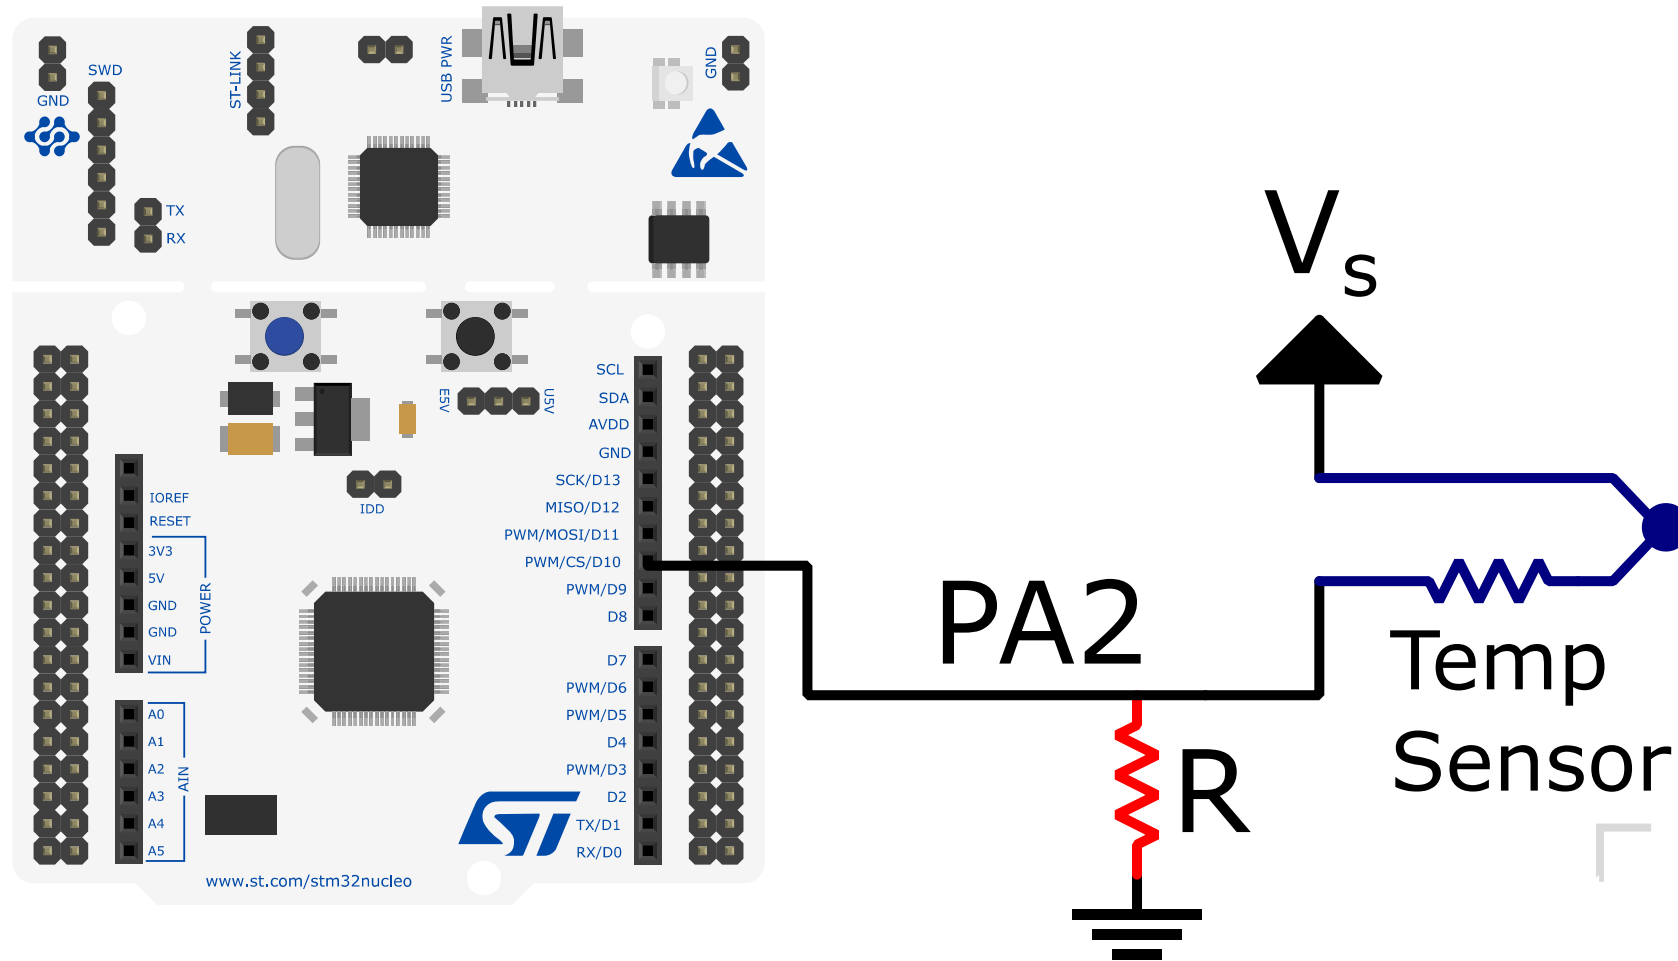 SWD
GND
TX
RX
ST-LINK
USB PWR
GND
E5V
U5V
IDD
IOREF
RESET
3V3
5V
GND
GND
VIN
POWER
A0
A1
A2
A3
A4
A5
AIN
SCL
SDA
AVDD
GND
SCK/D13
MISO/D12
PWM/MOSI/D11
PWM/CS/D10
PWM/D9
D8
D7
PWM/D6
PWM/D5
D4
PWM/D3
D2
TX/D1
RX/D0
ST
www.st.com/stm32nucleo
Vs
PA2
R
Temp
Sensor